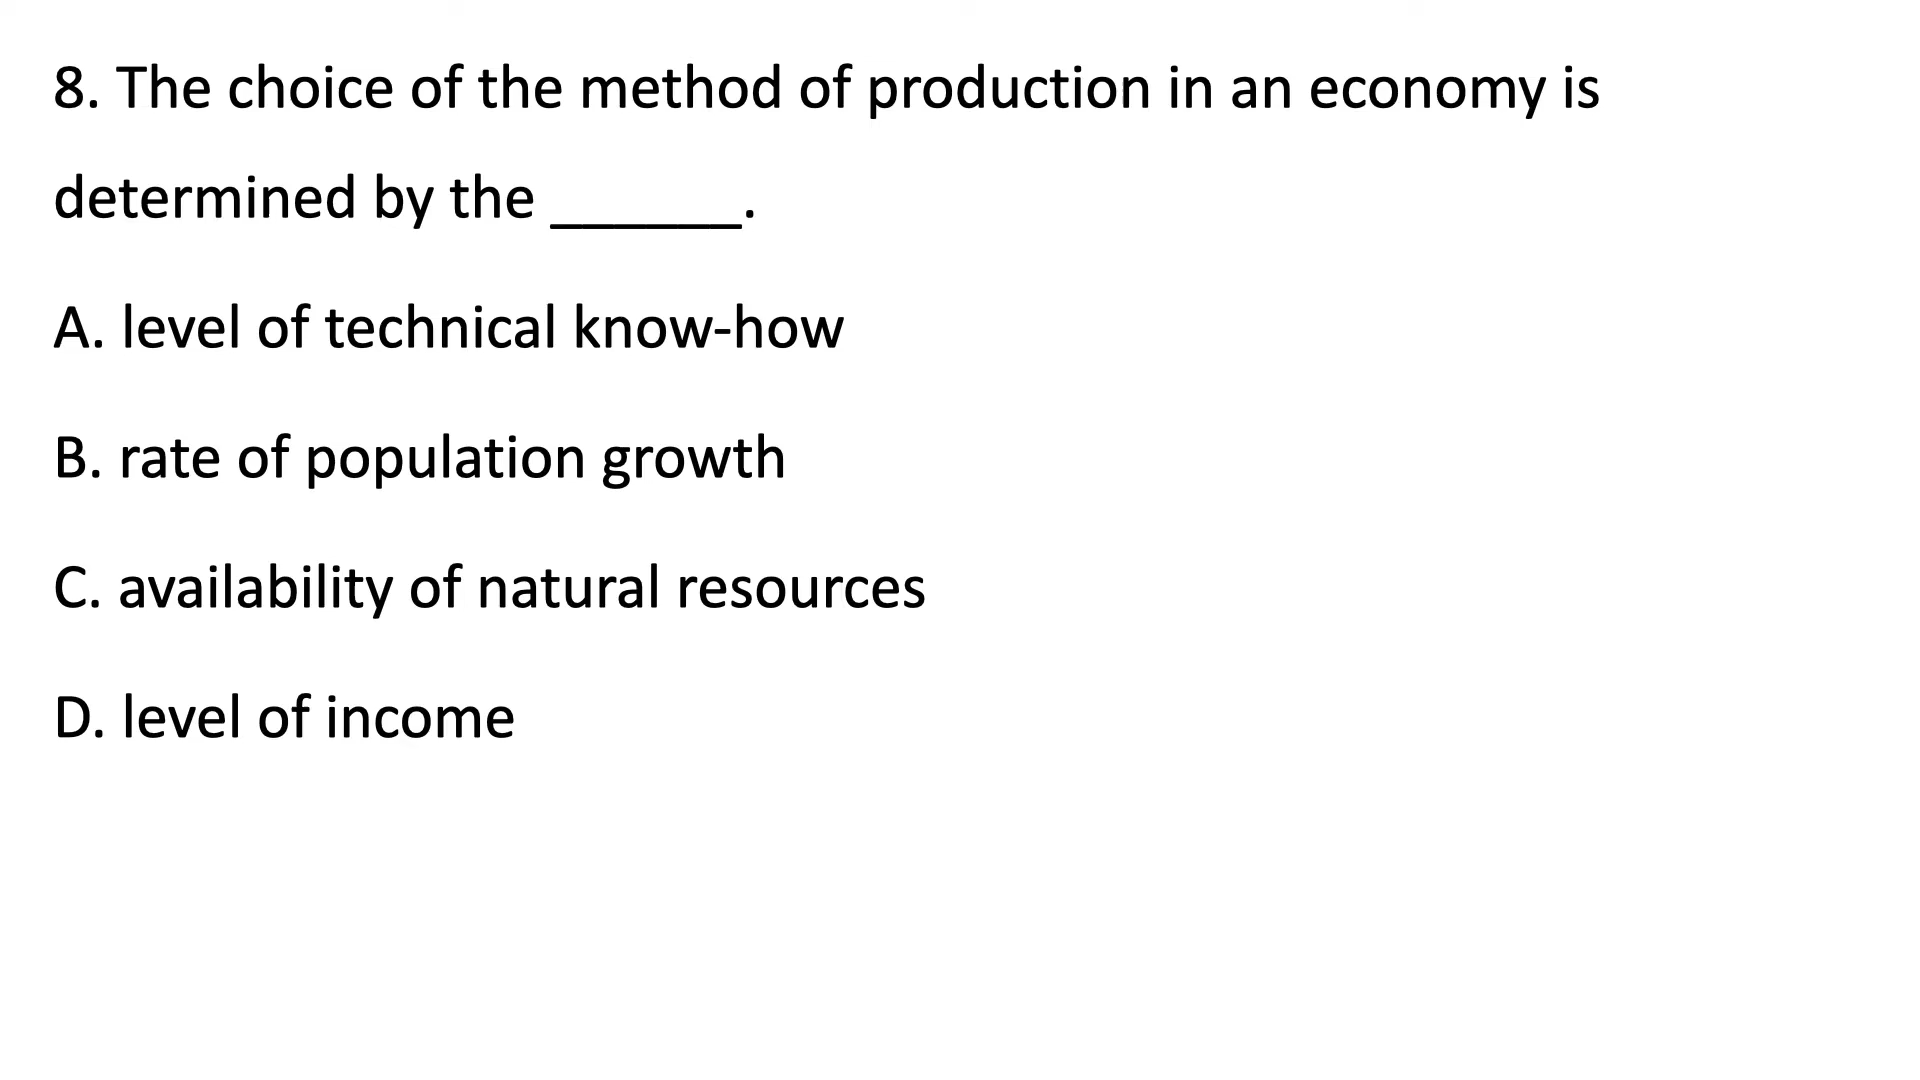 8. The choice of the method of production in an economy is
determined by the ______.
A. level of technical know-how
B. rate of population growth
C. availability of natural resources
D. level of income